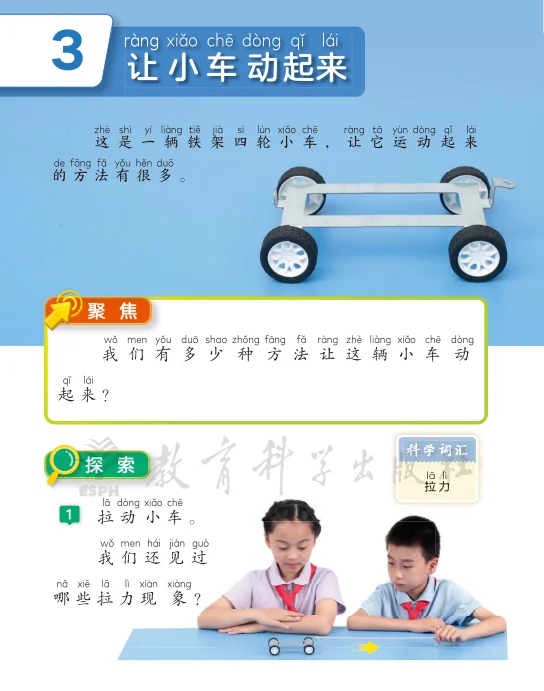 3
ràng xiǎo chē dòng qǐ lái
让小车动起来
zhè shì yí liàng tiě jià sì lún xiǎo chē ràng tā yùn dòng qǐ lái
这是一辆铁架四轮小车，让它运动起来
de fāng fǎ yǒu hěn duō
的方法有很多。
聚焦
wǒ men yǒu duō shao zhǒng fāng fǎ ràng zhè liàng xiǎo chē dòng
我们有多少种方法让这辆小车动
qǐ lái
起来？
教育科学出版社
ESPH
探索
科学词汇
lā lì
拉力
lā dòng xiǎo chē
1 拉动小车。
wǒ men hái jiàn guò
我们还见过
nǎ xiē lā lì xiàn xiàng
哪些拉力现象？